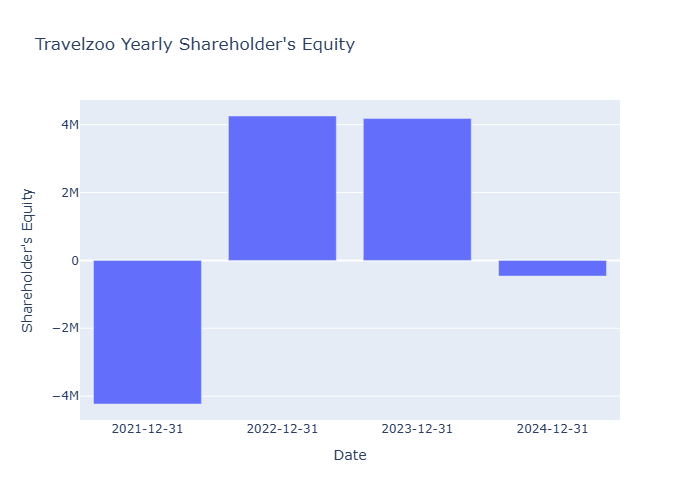 Travelzoo Yearly Shareholder's Equity
Shareholder's Equity
4M
2M
0
−2M
−4M
2021-12-31
2022-12-31
2023-12-31
2024-12-31
Date